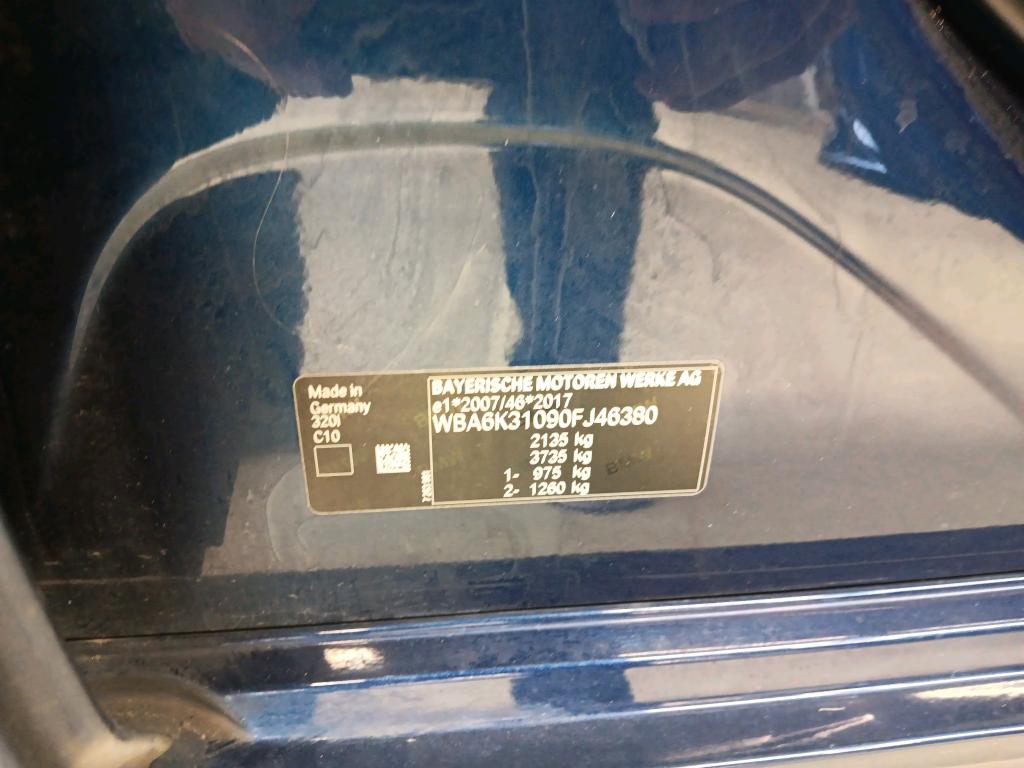 Made in
Germany
320i
C10
BAYERISCHE MOTOREN WERKE AG
e1*2007/46*2017
WBA6K31090FJ46380
2135 kg
3735 kg
1- 975 kg
2- 1260 kg